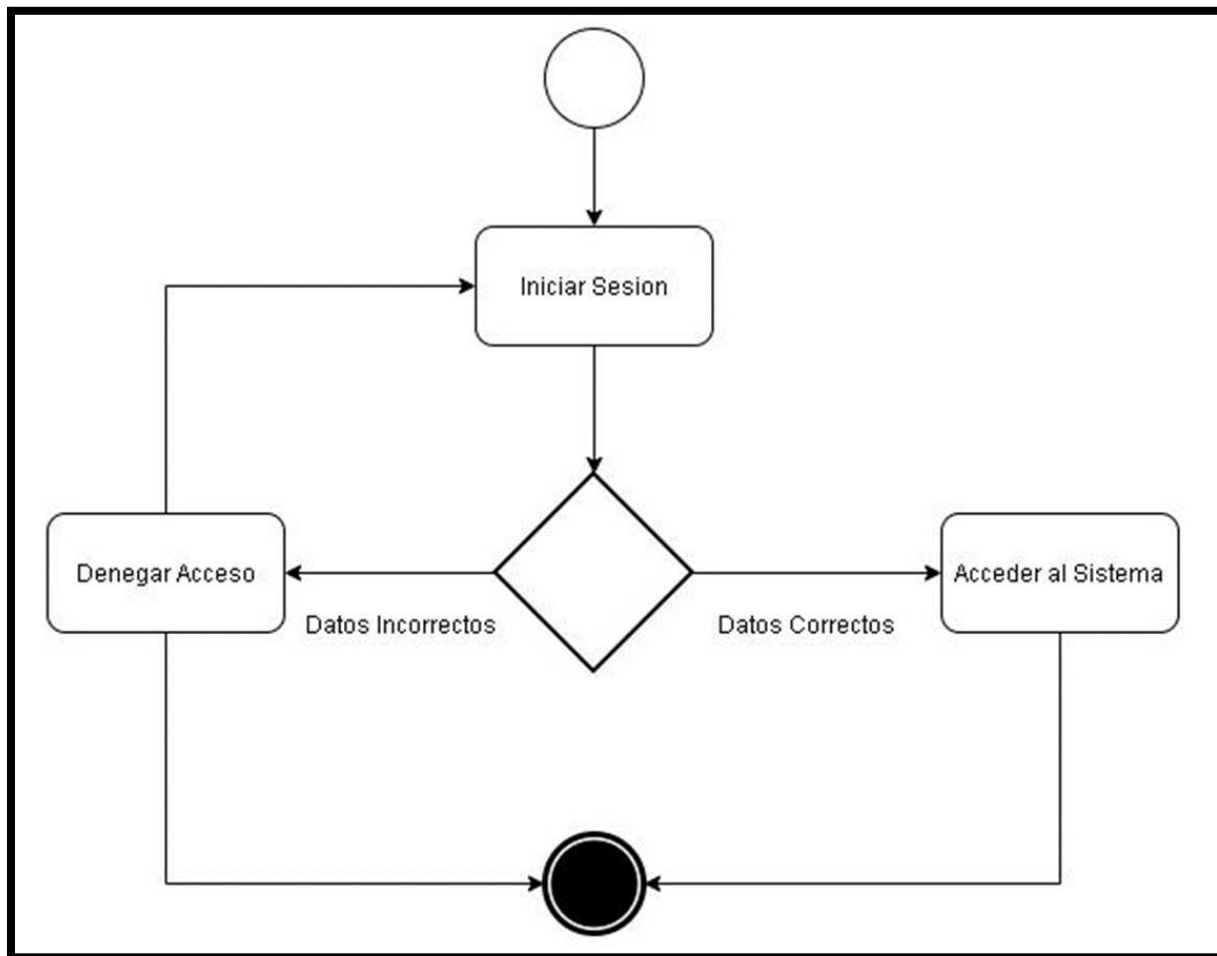 Iniciar Sesion
Denegar Acceso
Acceder al Sistema
Datos Incorrectos
Datos Correctos